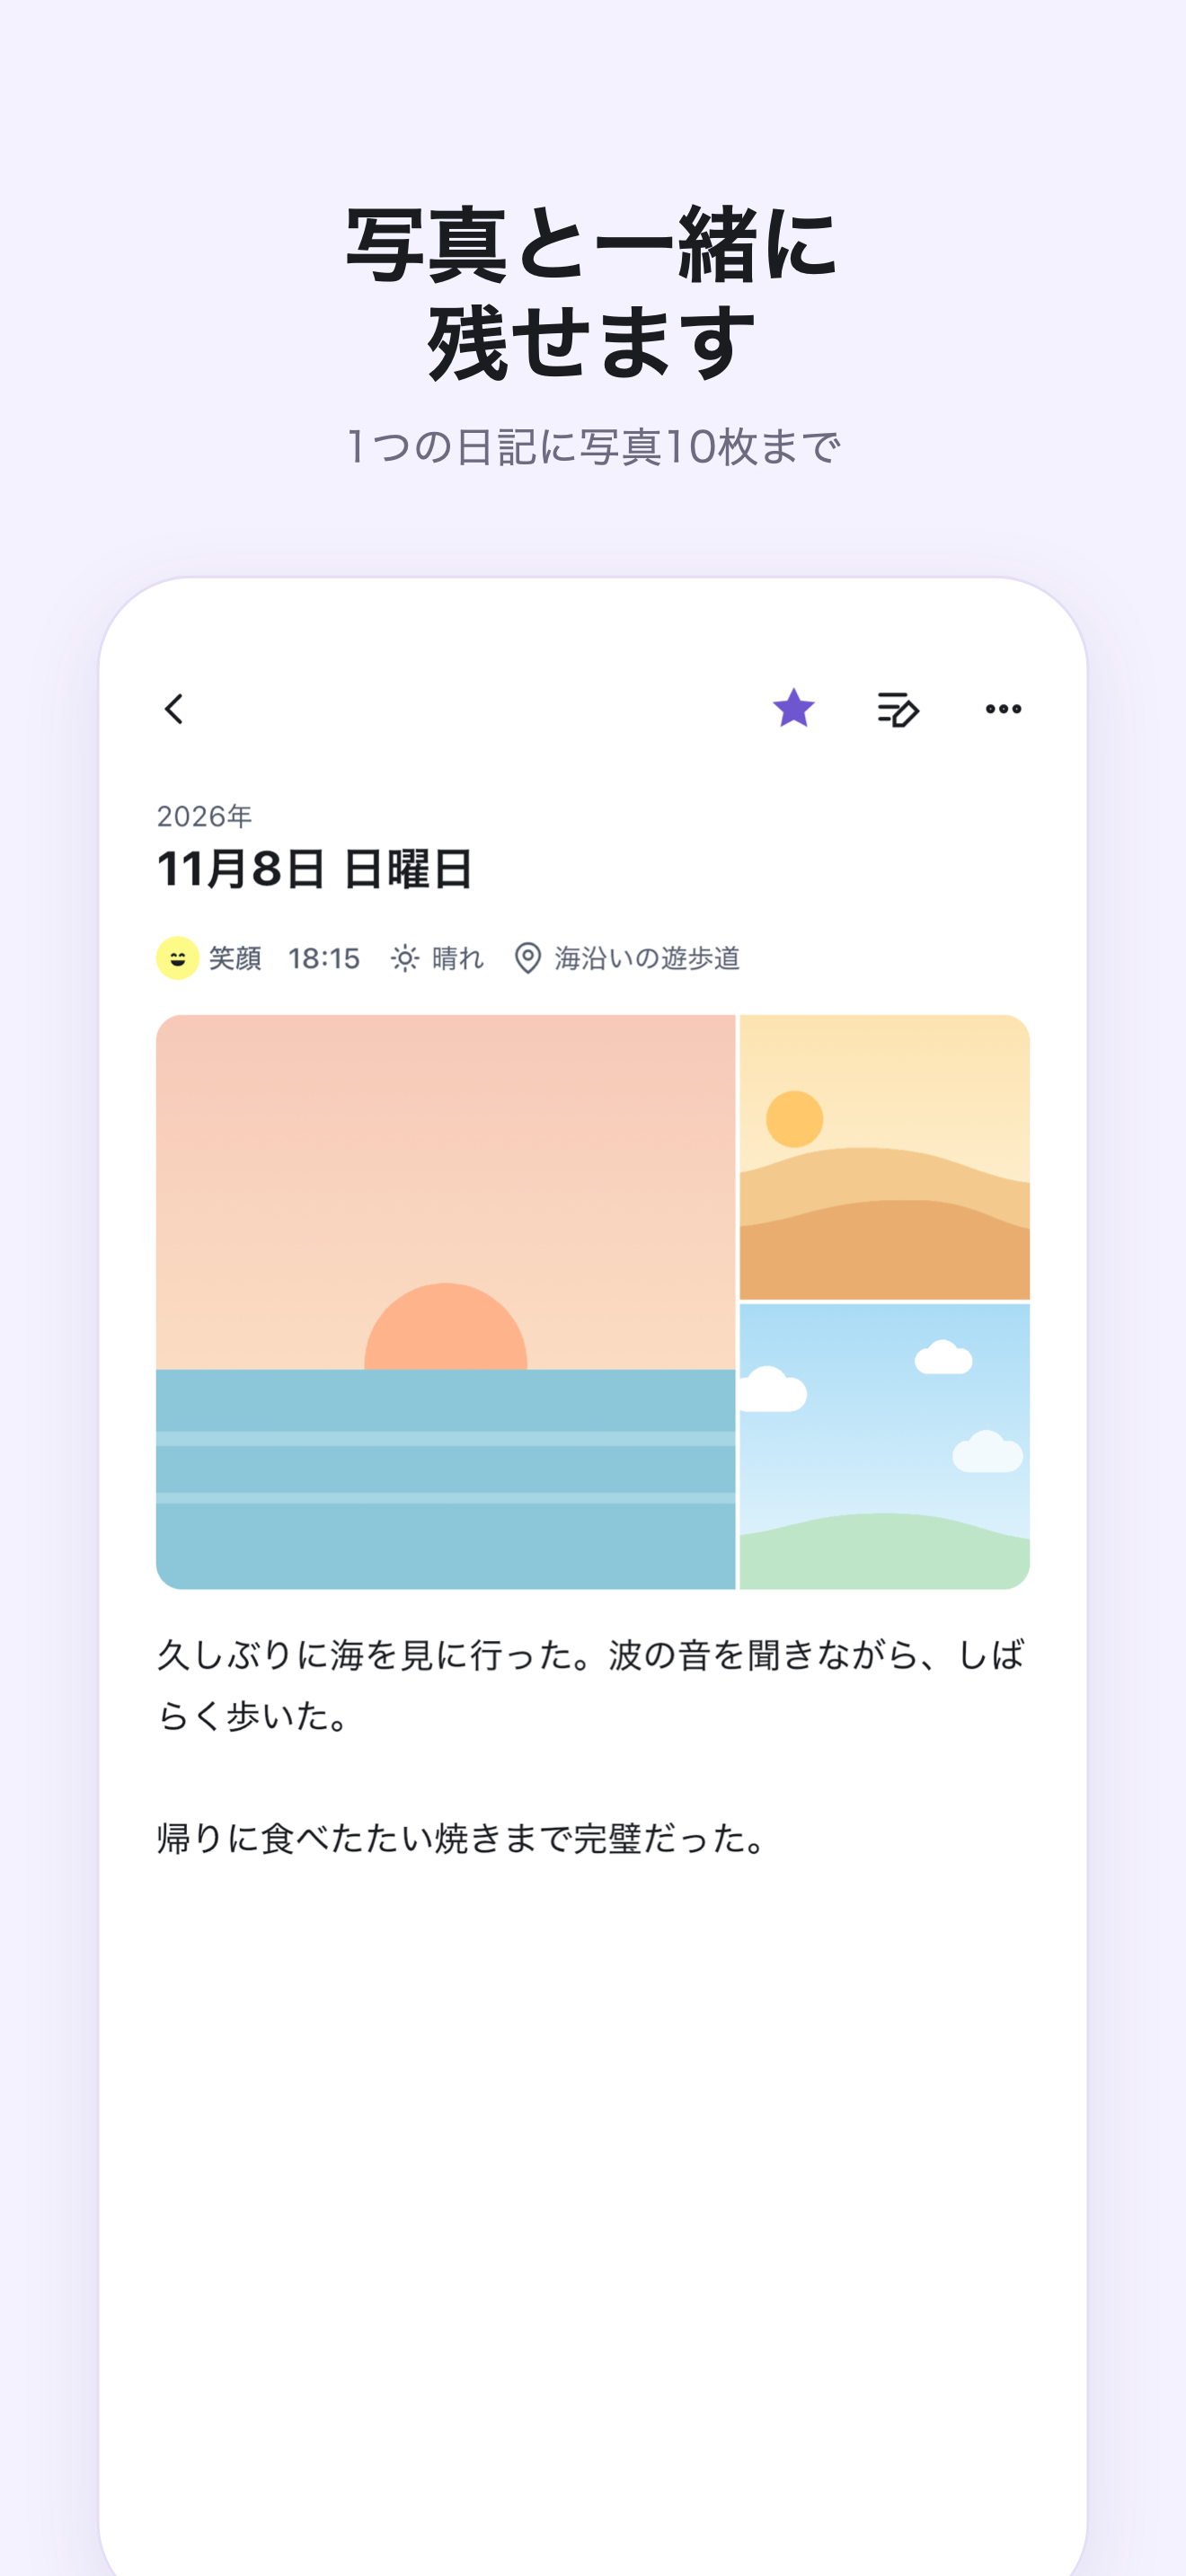 写真と一緒に
残せます
1つの日記に写真10枚まで
2026年
11月8日 日曜日
笑顔 18:15 晴れ 海沿いの遊歩道
久しぶりに海を見に行った。波の音を聞きながら、しば
らく歩いた。
帰りに食べたたい焼きまで完璧だった。